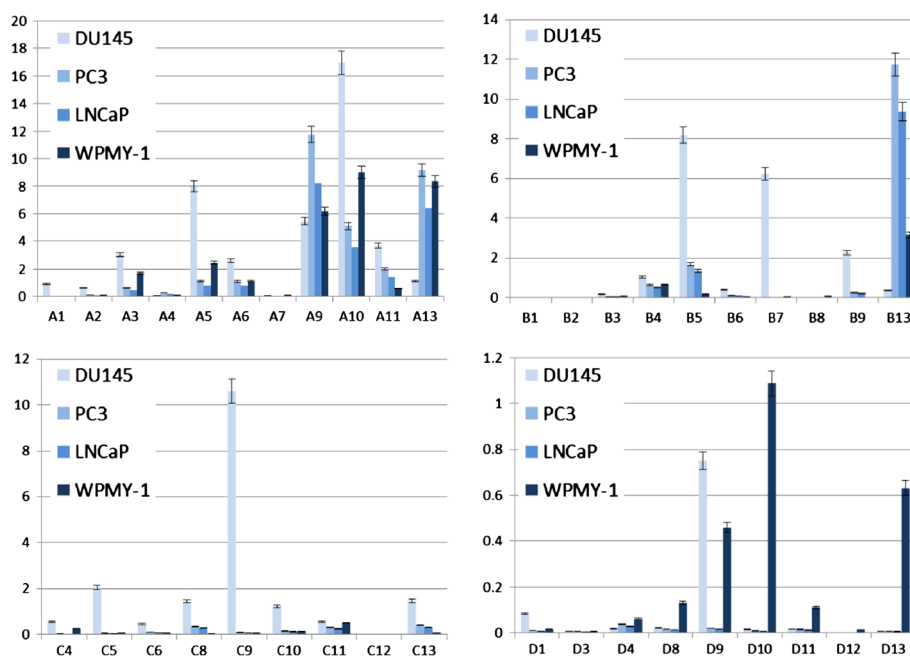 20
18
16
14
12
10
8
6
4
2
0
DU145
PC3
LNCaP
WPMY-1
A1 A2 A3 A4 A5 A6 A7 A9 A10 A11 A13
14
12
10
8
6
4
2
0
DU145
PC3
LNCaP
WPMY-1
B1 B2 B3 B4 B5 B6 B7 B8 B9 B13
12
10
8
6
4
2
0
DU145
PC3
LNCaP
WPMY-1
C4 C5 C6 C8 C9 C10 C11 C12 C13
1.2
1
0.8
0.6
0.4
0.2
0
DU145
PC3
LNCaP
WPMY-1
D1 D3 D4 D8 D9 D10 D11 D12 D13